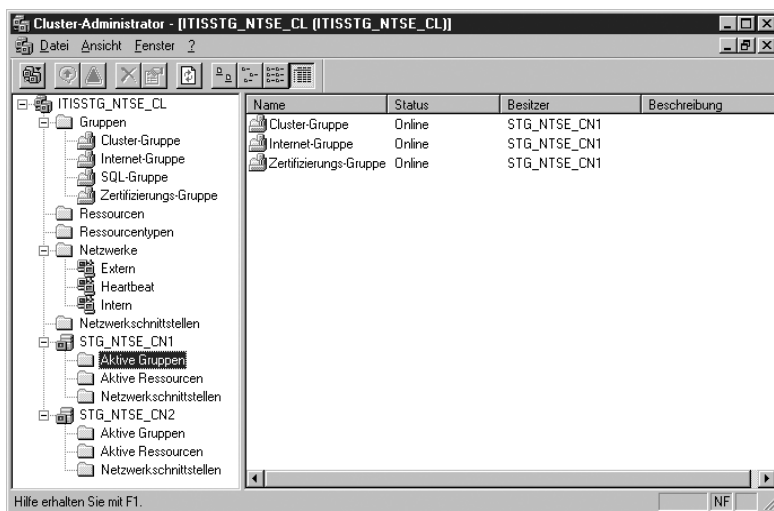 Cluster-Administrator - [ITISSTG_NTSE_CL (ITISSTG_NTSE_CL)]
Datei Ansicht Fenster ?
ITISSTG_NTSE_CL
Gruppen
Cluster-Gruppe
Internet-Gruppe
SQL-Gruppe
Zertifizierungs-Gruppe
Ressourcen
Ressourcentypen
Netzwerke
Extern
Heartbeat
Intern
Netzwerkschnittstellen
STG_NTSE_CN1
Aktive Gruppen
Aktive Ressourcen
Netzwerkschnittstellen
STG_NTSE_CN2
Aktive Gruppen
Aktive Ressourcen
Netzwerkschnittstellen
Name Status Besitzer Beschreibung
Cluster-Gruppe Online STG_NTSE_CN1
Internet-Gruppe Online STG_NTSE_CN1
Zertifizierungs-Gruppe Online STG_NTSE_CN1
Hilfe erhalten Sie mit F1. NF